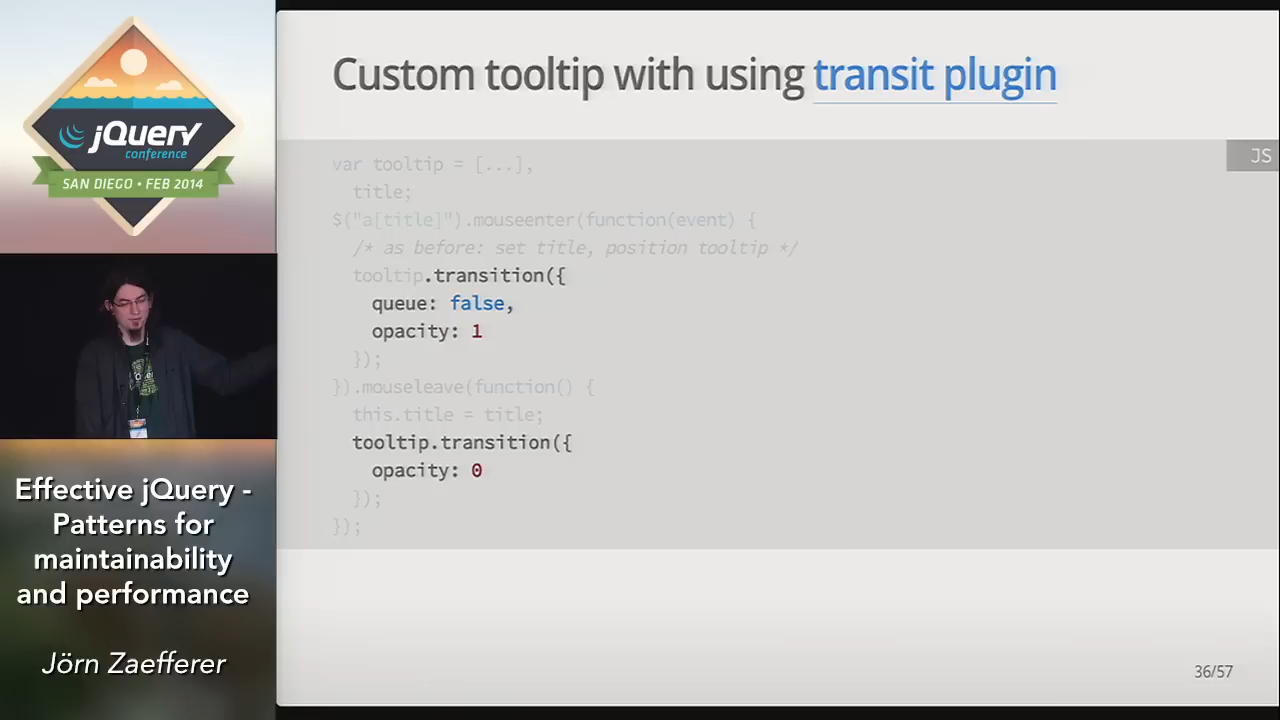 jQuery
conference
SAN DIEGO • FEB 2014
Effective jQuery -
Patterns for
maintainability
and performance
Jörn Zaefferer
Custom tooltip with using transit plugin
JS
var tooltip = [...],
  title;
$("a[title]").mouseenter(function(event) {
  /* as before: set title, position tooltip */
  tooltip.transition({
    queue: false,
    opacity: 1
  });
}).mouseleave(function() {
  this.title = title;
  tooltip.transition({
    opacity: 0
  });
});
36/57